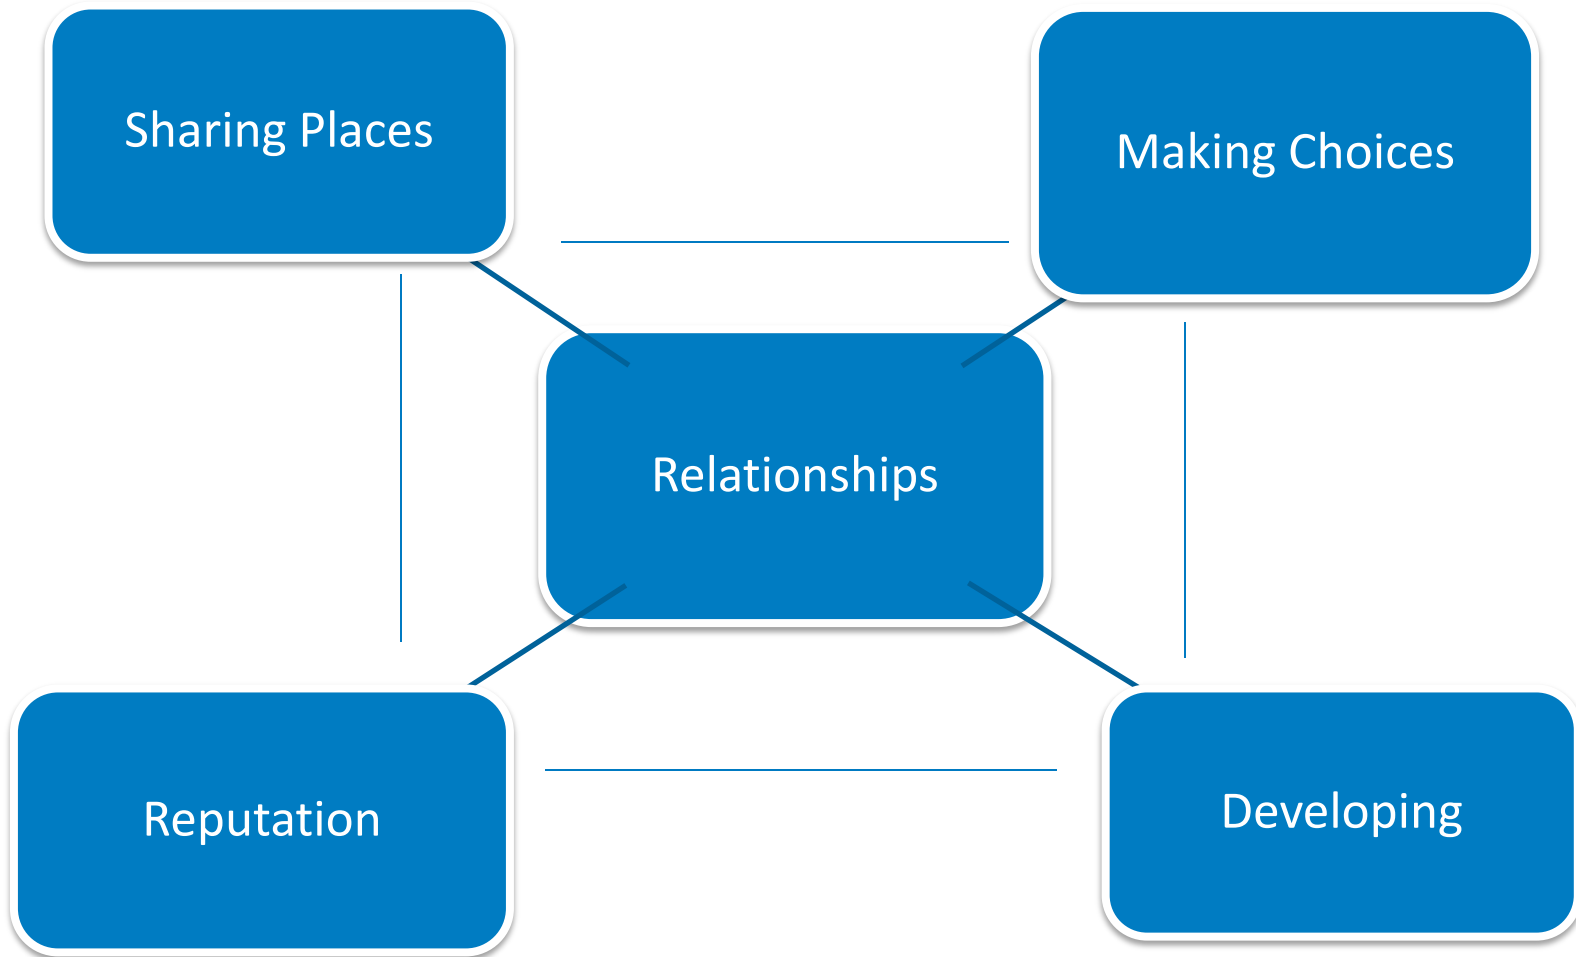 Sharing Places
Making Choices
Relationships
Reputation
Developing